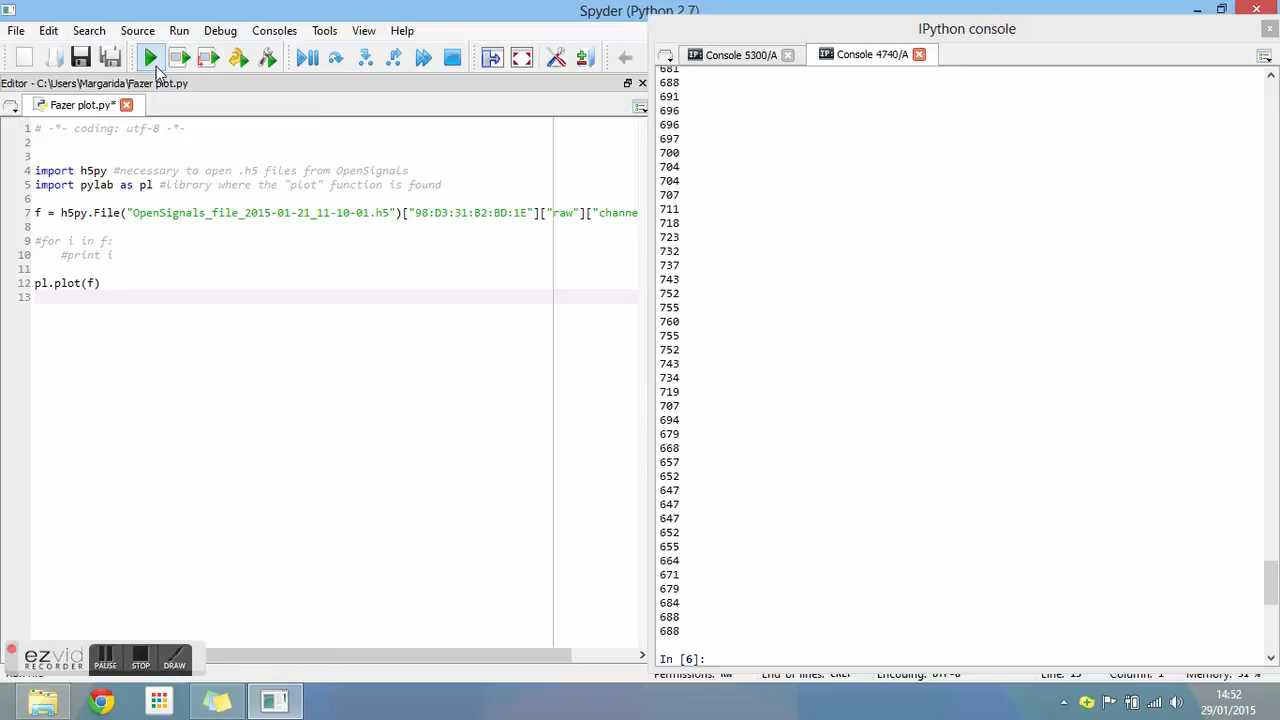 Spyder (Python 2.7)
File Edit Search Source Run Debug Consoles Tools View Help
Editor - C:\Users\Margarida\Fazer plot.py
Fazer plot.py*
1 # -*- coding: utf-8 -*-
2
3
4 import h5py #necessary to open .h5 files from OpenSignals
5 import pylab as pl #library where the "plot" function is found
6
7 f = h5py.File("OpenSignals_file_2015-01-21_11-10-01.h5")["98:D3:31:B2:BD:1E"]["raw"]["channe
8
9 #for i in f:
10 #print i
11
12 pl.plot(f)
13
IPython console
IP Console 5300/A IP Console 4740/A
681
688
691
696
696
697
700
704
704
707
711
718
723
732
737
743
752
755
760
755
752
743
734
719
707
694
679
668
657
652
647
647
647
652
655
664
671
679
684
688
688
In [6]:
ezvid
RECORDER
PAUSE STOP DRAW
Permissions: RW End of lines: CRLF Encoding: UTF-8 Line: 13 Column: 1 Memory: 51 %
14:52
29/01/2015